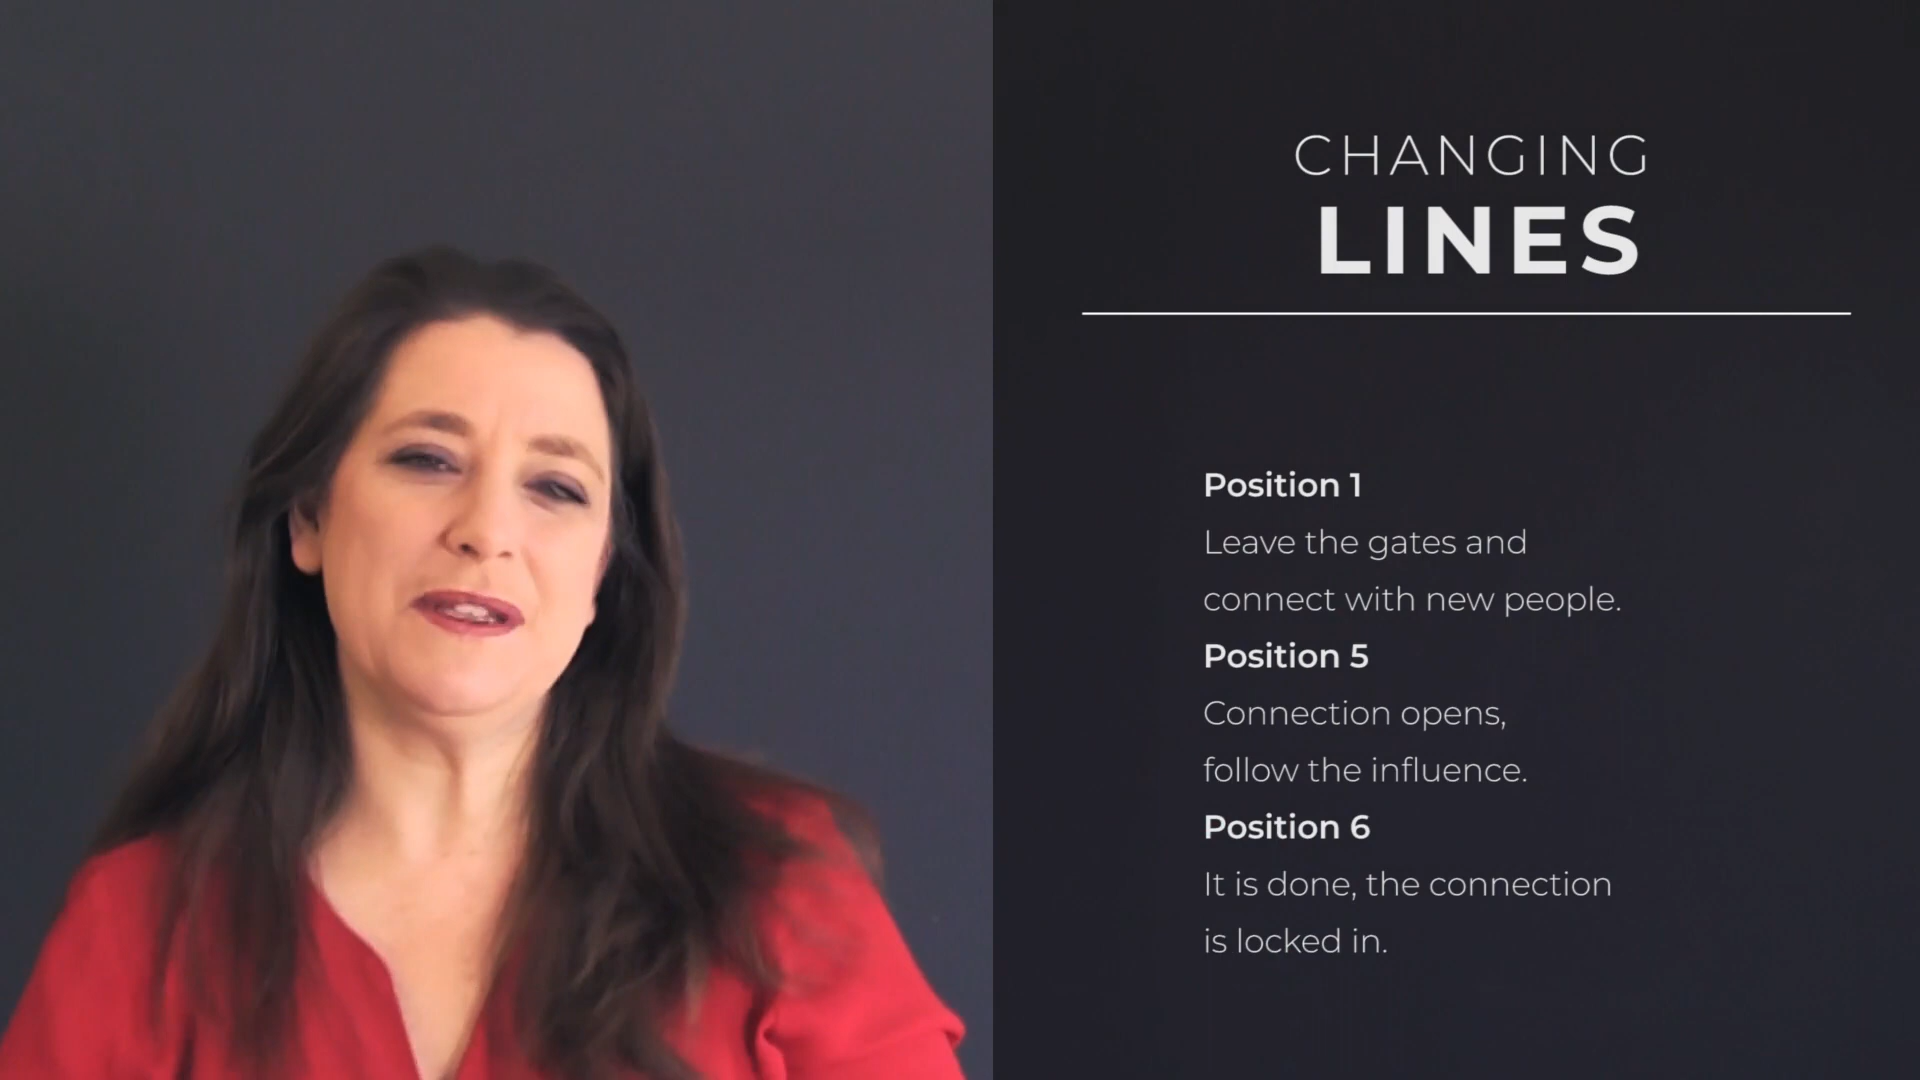 CHANGING
LINES
Position 1
Leave the gates and
connect with new people.
Position 5
Connection opens,
follow the influence.
Position 6
It is done, the connection
is locked in.